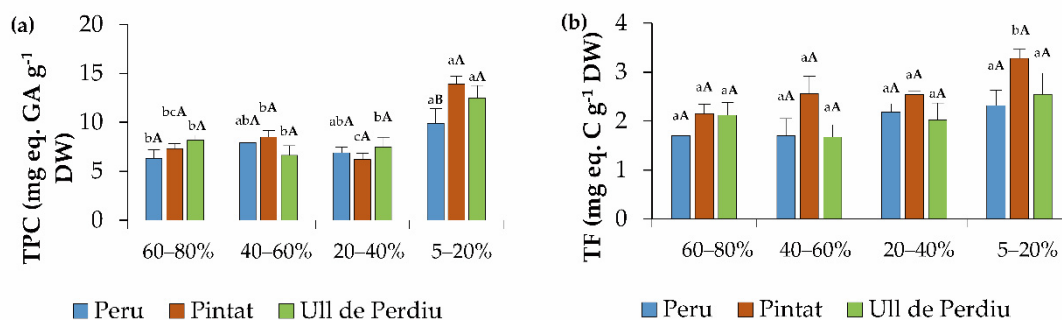 (a)
TPC (mg eq. GA g-1
DW)
20
15
10
5
0
bA bcA bA
abA bA bA
abA cA bA
aB aA aA
60–80% 40–60% 20–40% 5–20%
Peru Pintat Ull de Perdiu
(b)
TF (mg eq. C g-1 DW)
4
3
2
1
0
aA aA aA
aA aA aA
aA aA aA
aA bA aA
60–80% 40–60% 20–40% 5–20%
Peru Pintat Ull de Perdiu